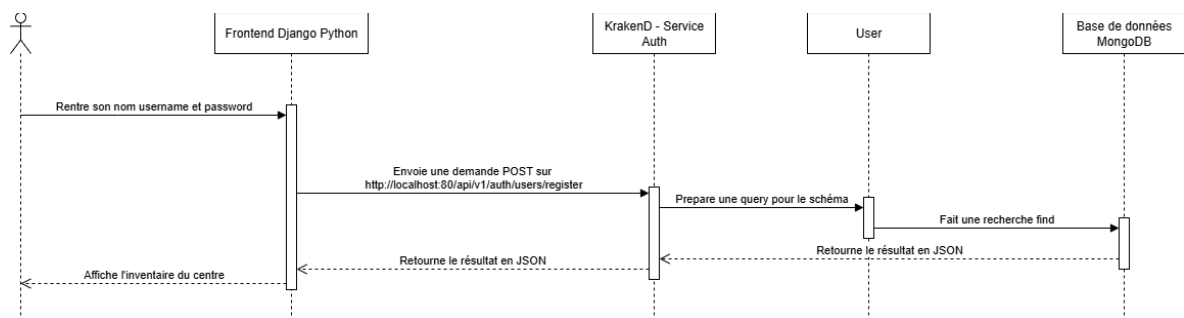 Frontend Django Python
KrakenD - Service
Auth
User
Base de données
MongoDB
Rentre son nom username et password
Envoie une demande POST sur
http://localhost:80/api/v1/auth/users/register
Prepare une query pour le schéma
Fait une recherche find
Retourne le résultat en JSON
Retourne le résultat en JSON
Affiche l'inventaire du centre